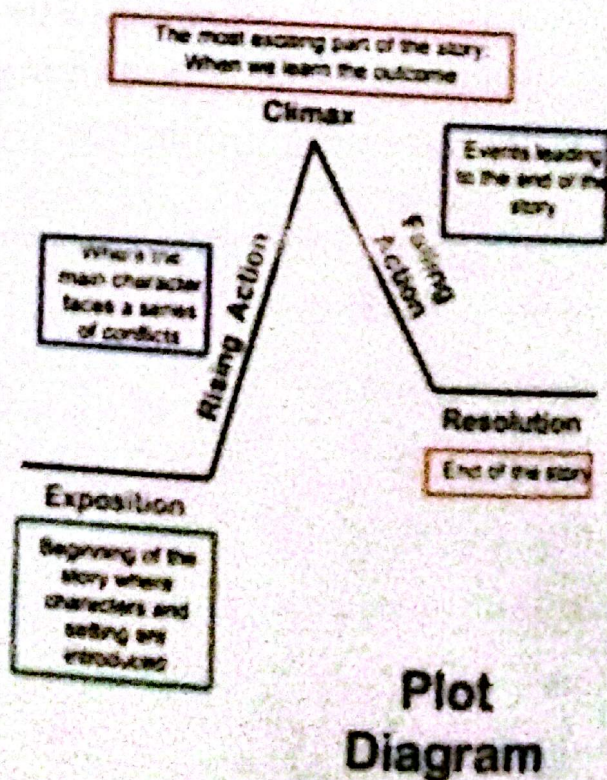 The most exciting part of the story.
When we learn the outcome
Climax
Events leading
to the end of the
story
Falling
Action
Where the
main character
faces a series
of conflicts
Rising Action
Resolution
End of the story
Exposition
Beginning of the
story where
characters and
setting are
introduced
Plot
Diagram